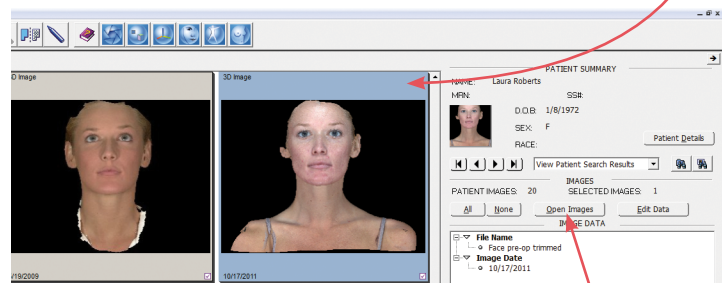 D Image
3D Image
PATIENT SUMMARY
NAME: Laura Roberts
MRN: SS#:
D.O.B: 1/8/1972
SEX: F
RACE:
Patient Details
View Patient Search Results
IMAGES
PATIENT IMAGES: 20 SELECTED IMAGES: 1
All None Open Images Edit Data
IMAGE DATA
File Name
Face pre-op trimmed
Image Date
10/17/2011
/19/2009
10/17/2011